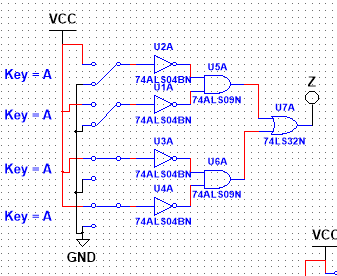 VCC
U2A
Key = A
74ALS04BN
U5A
Z
U1A
74ALS09N
U7A
Key = A
74ALS04BN
74LS32N
U3A
Key = A
74ALS04BN
U6A
U4A
74ALS09N
Key = A
74ALS04BN
VCC
GND